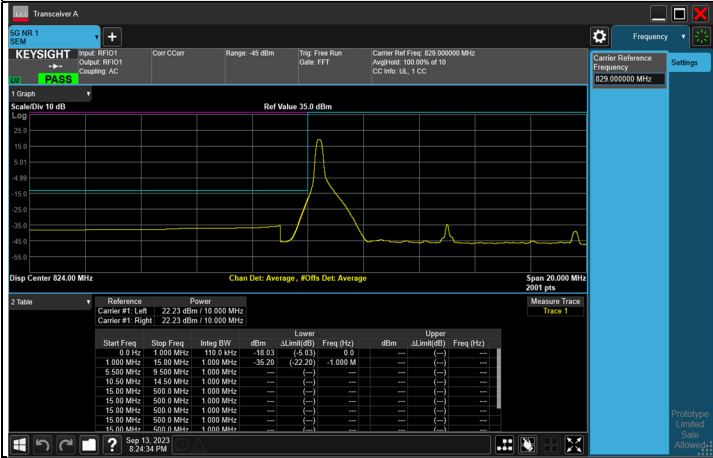 Transceiver A
5G NR 1
SEM
Frequency
KEYSIGHT
LXI
PASS
Input: RFIO1
Output: RFIO1
Coupling: AC
Corr CCorr
Range: -45 dBm
Trig: Free Run
Gate: FFT
Carrier Ref Freq: 829.000000 MHz
Avg|Hold: 100.00% of 10
CC Info: UL, 1 CC
Carrier Reference
Frequency
829.000000 MHz
Settings
1 Graph
Scale/Div 10 dB
Ref Value 35.0 dBm
Log
25.0
15.0
5.01
-4.99
-15.0
-25.0
-35.0
-45.0
-55.0
Disp Center 824.00 MHz
Chan Det: Average , #Offs Det: Average
Span 20.000 MHz
2001 pts
2 Table
Reference Power
Carrier #1: Left 22.23 dBm / 10.000 MHz
Carrier #1: Right 22.23 dBm / 10.000 MHz
Measure Trace
Trace 1
Lower Upper
Start Freq Stop Freq Integ BW dBm ΔLimit(dB) Freq (Hz) dBm ΔLimit(dB) Freq (Hz)
0.0 Hz 1.000 MHz 110.0 kHz -18.03 (-5.03) 0.0 --- (---) ---
1.000 MHz 15.00 MHz 1.000 MHz -35.20 (-22.20) -1.000 M --- (---) ---
5.500 MHz 9.500 MHz 1.000 MHz --- (---) --- --- (---) ---
10.50 MHz 14.50 MHz 1.000 MHz --- (---) --- --- (---) ---
15.00 MHz 500.0 MHz 1.000 MHz --- (---) --- --- (---) ---
15.00 MHz 500.0 MHz 1.000 MHz --- (---) --- --- (---) ---
15.00 MHz 500.0 MHz 1.000 MHz --- (---) --- --- (---) ---
15.00 MHz 500.0 MHz 1.000 MHz --- (---) --- --- (---) ---
15.00 MHz 500.0 MHz 1.000 MHz --- (---) --- --- (---) ---
Prototype
Limited
Sale
Allowed
?
Sep 13, 2023
8:24:34 PM